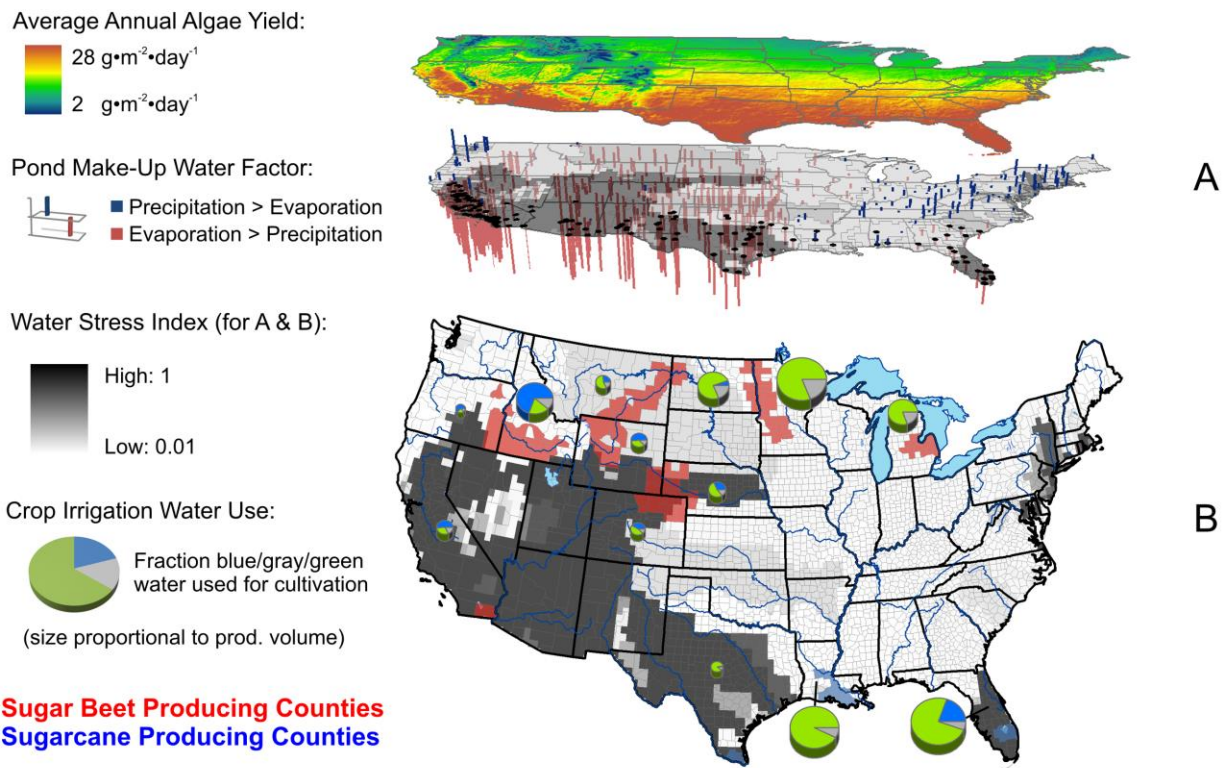 Average Annual Algae Yield:
28 g•m⁻²•day⁻¹
2 g•m⁻²•day⁻¹
Pond Make-Up Water Factor:
Precipitation > Evaporation
Evaporation > Precipitation
A
Water Stress Index (for A & B):
High: 1
Low: 0.01
Crop Irrigation Water Use:
Fraction blue/gray/green
water used for cultivation
(size proportional to prod. volume)
B
Sugar Beet Producing Counties
Sugarcane Producing Counties